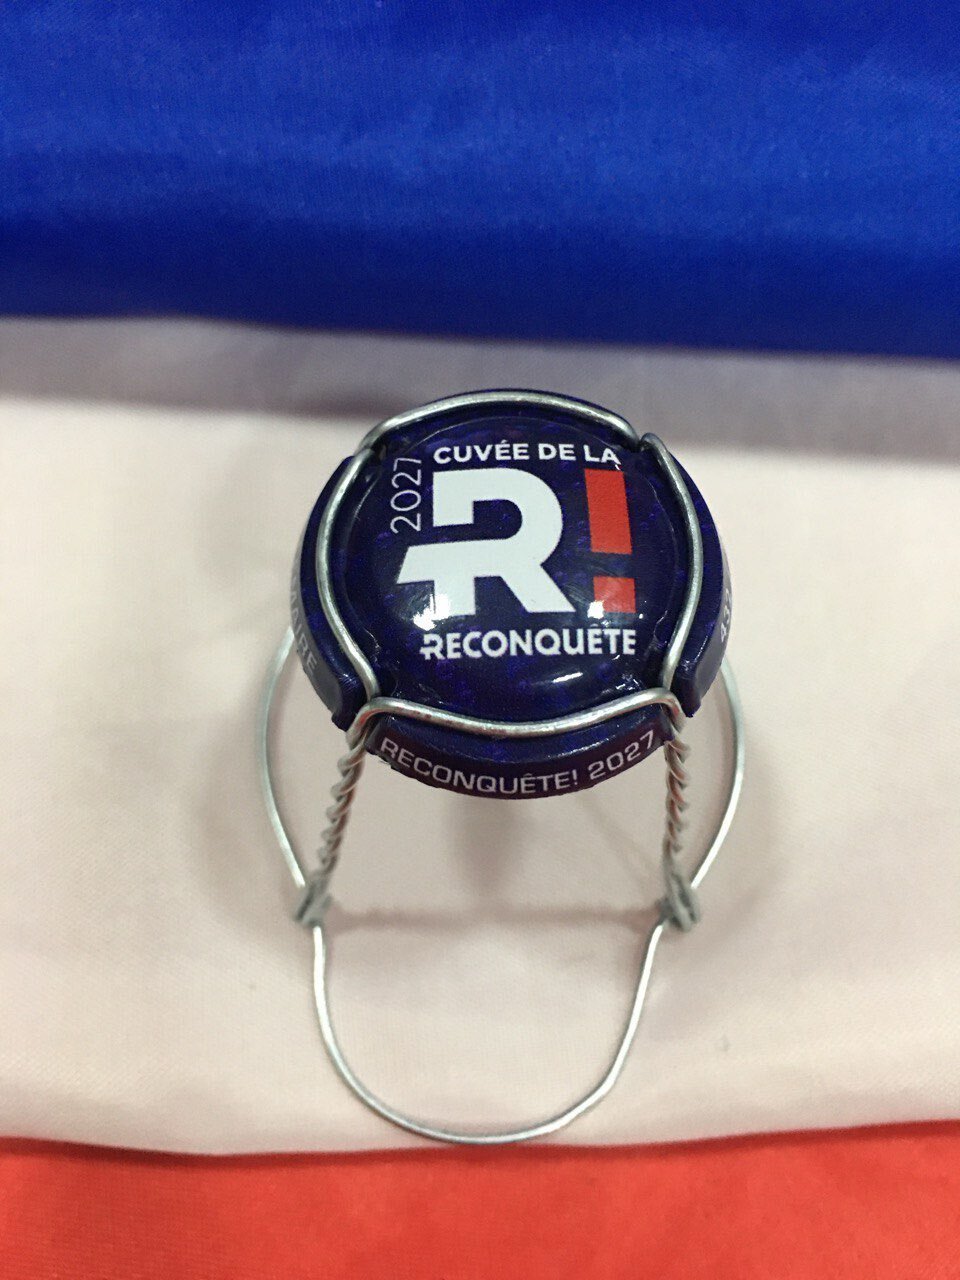 CUVÉE DE LA
2027
R!
RECONQUÊTE
RECONQUÊTE! 2027